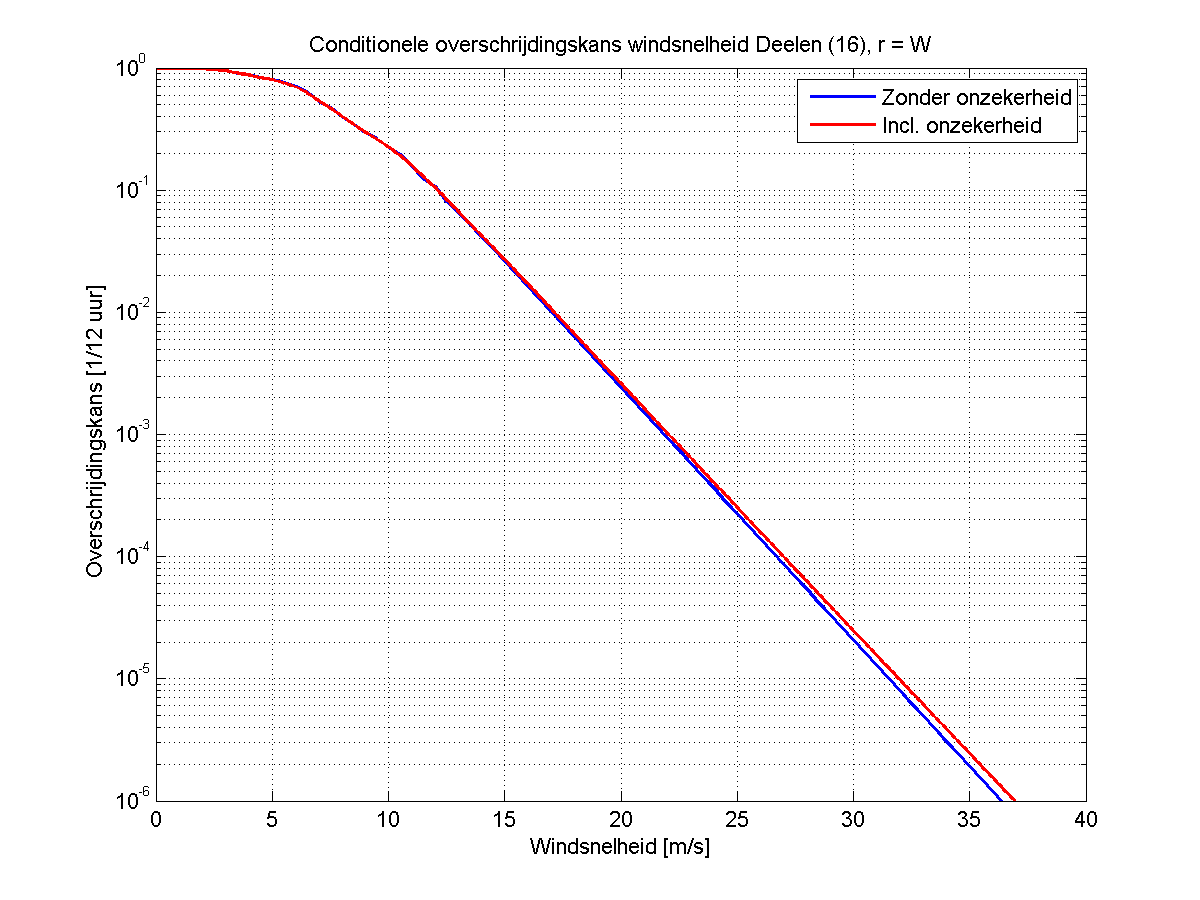 Conditionele overschrijdingskans windsnelheid Deelen (16), r = W
Zonder onzekerheid
Incl. onzekerheid
Overschrijdingskans [1/12 uur]
10^0
10^-1
10^-2
10^-3
10^-4
10^-5
10^-6
0 5 10 15 20 25 30 35 40
Windsnelheid [m/s]